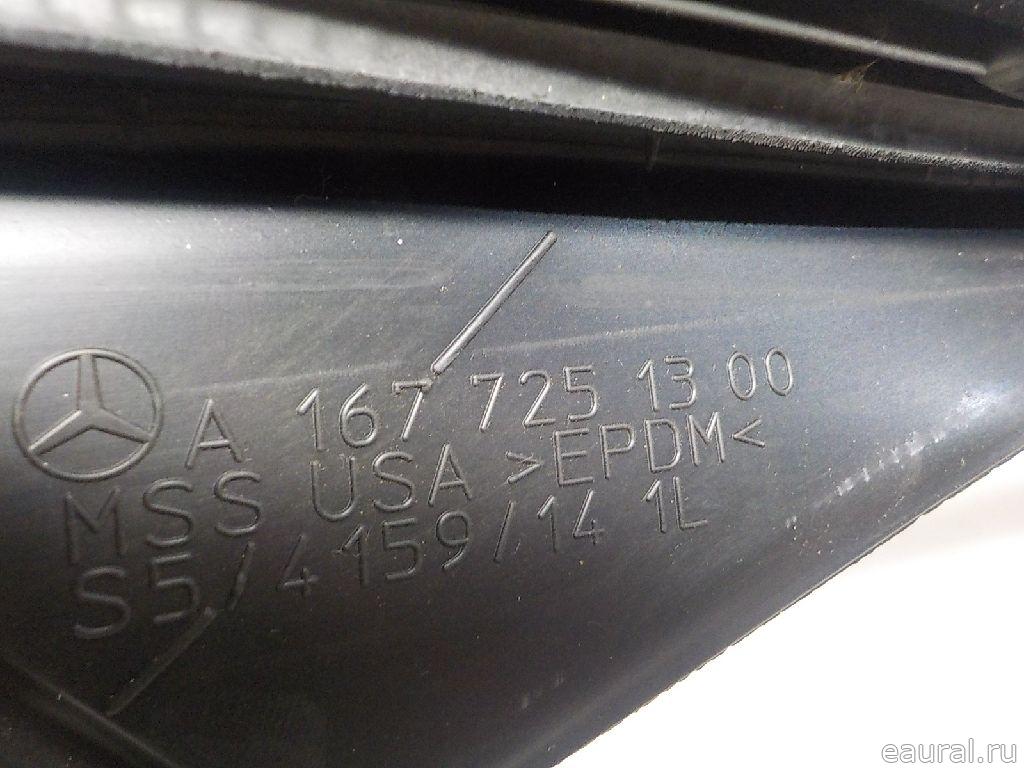 A 167 725 13 00
MSS USA >EPDM<
S5/4159/14 1L
eaural.ru